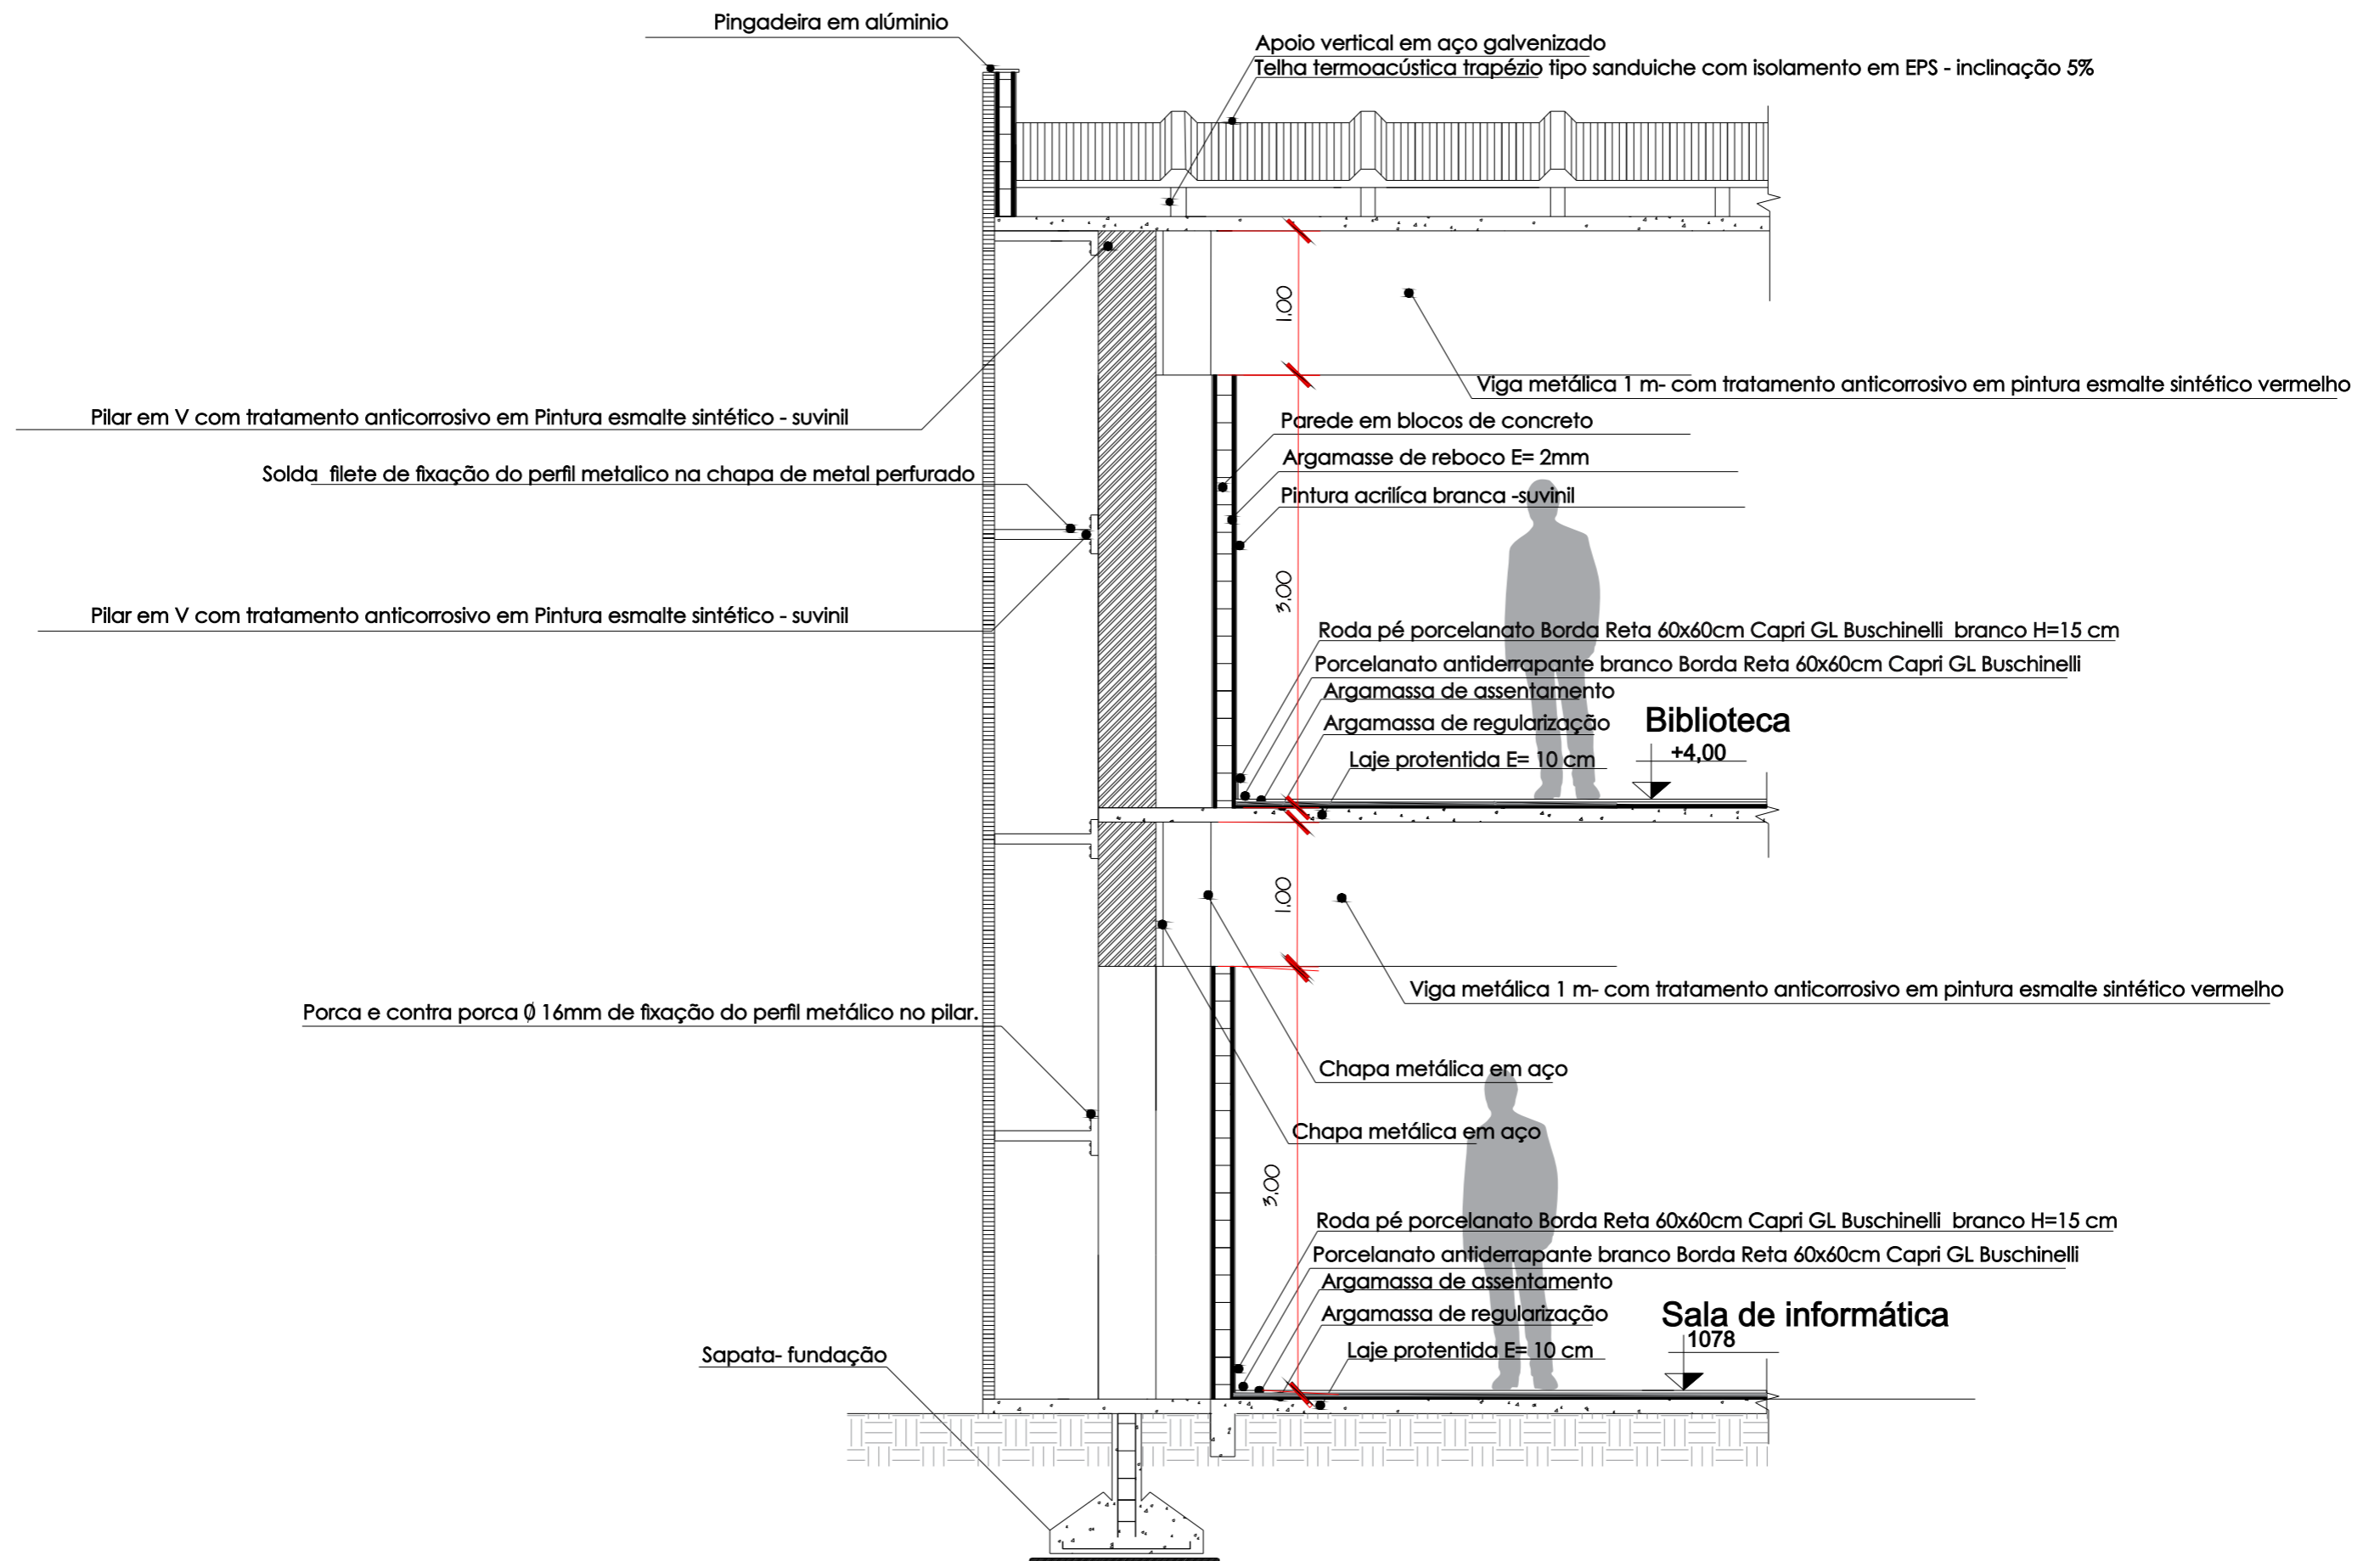 Pingadeira em alúminio
Apoio vertical em aço galvenizado
Telha termoacústica trapézio tipo sanduiche com isolamento em EPS - inclinação 5%
1,00
Viga metálica 1 m- com tratamento anticorrosivo em pintura esmalte sintético vermelho
Pilar em V com tratamento anticorrosivo em Pintura esmalte sintético - suvinil
Parede em blocos de concreto
Argamasse de reboco E= 2mm
Solda filete de fixação do perfil metalico na chapa de metal perfurado
Pintura acrilíca branca -suvinil
3,00
Pilar em V com tratamento anticorrosivo em Pintura esmalte sintético - suvinil
Roda pé porcelanato Borda Reta 60x60cm Capri GL Buschinelli branco H=15 cm
Porcelanato antiderrapante branco Borda Reta 60x60cm Capri GL Buschinelli
Argamassa de assentamento
Argamassa de regularização
Biblioteca
+4,00
Laje protentida E= 10 cm
1,00
Viga metálica 1 m- com tratamento anticorrosivo em pintura esmalte sintético vermelho
Porca e contra porca Ø 16mm de fixação do perfil metálico no pilar.
Chapa metálica em aço
Chapa metálica em aço
3,00
Roda pé porcelanato Borda Reta 60x60cm Capri GL Buschinelli branco H=15 cm
Porcelanato antiderrapante branco Borda Reta 60x60cm Capri GL Buschinelli
Argamassa de assentamento
Argamassa de regularização
Sala de informática
1078
Laje protentida E= 10 cm
Sapata- fundação